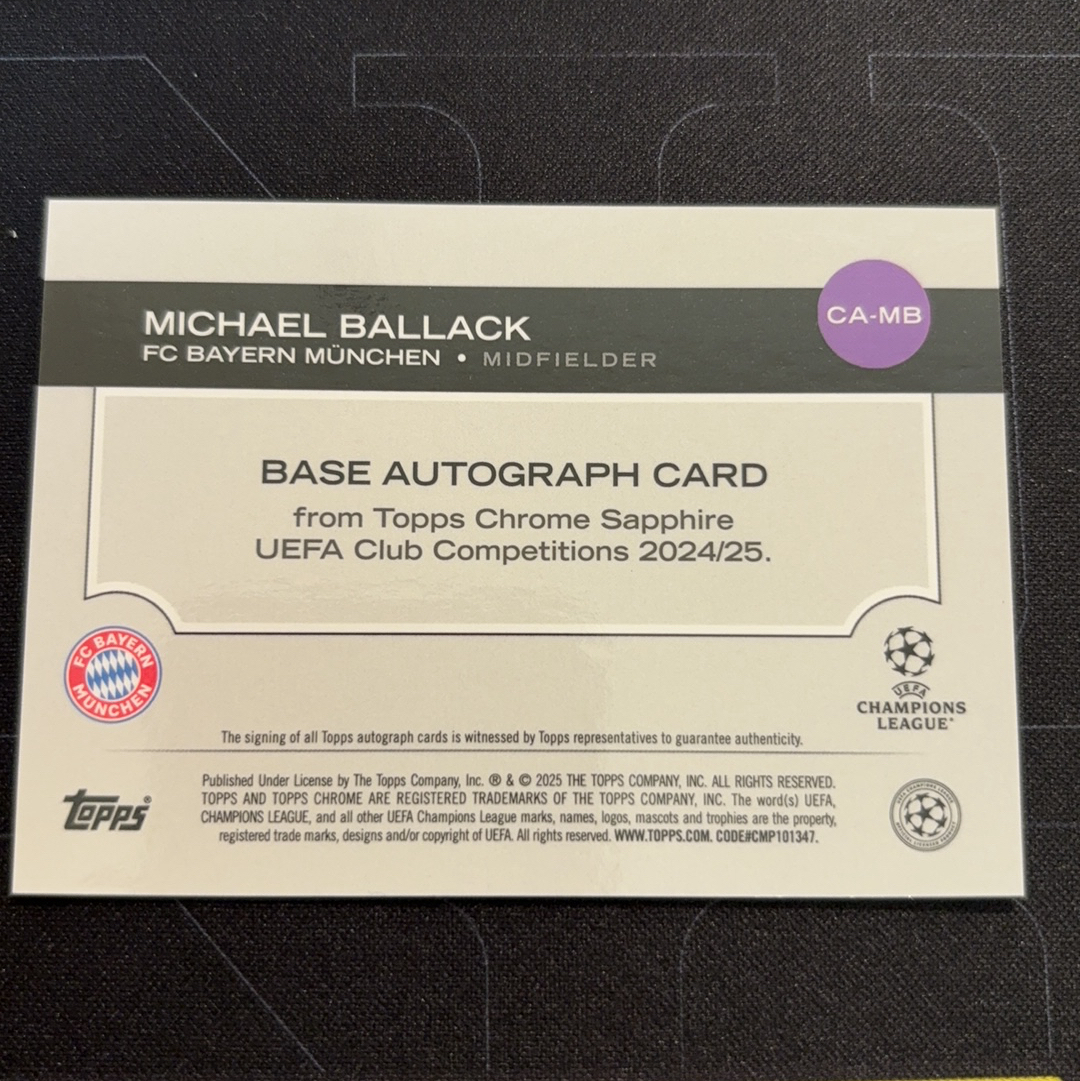 MICHAEL BALLACK
FC BAYERN MÜNCHEN • MIDFIELDER
CA-MB
BASE AUTOGRAPH CARD
from Topps Chrome Sapphire
UEFA Club Competitions 2024/25.
FC BAYERN
MÜNCHEN
UEFA
CHAMPIONS
LEAGUE
The signing of all Topps autograph cards is witnessed by Topps representatives to guarantee authenticity.
topps®
Published Under License by The Topps Company, Inc. ® & © 2025 THE TOPPS COMPANY, INC. ALL RIGHTS RESERVED.
TOPPS AND TOPPS CHROME ARE REGISTERED TRADEMARKS OF THE TOPPS COMPANY, INC. The word(s) UEFA,
CHAMPIONS LEAGUE, and all other UEFA Champions League marks, names, logos, mascots and trophies are the property,
registered trade marks, designs and/or copyright of UEFA. All rights reserved. WWW.TOPPS.COM. CODE#CMP101347.